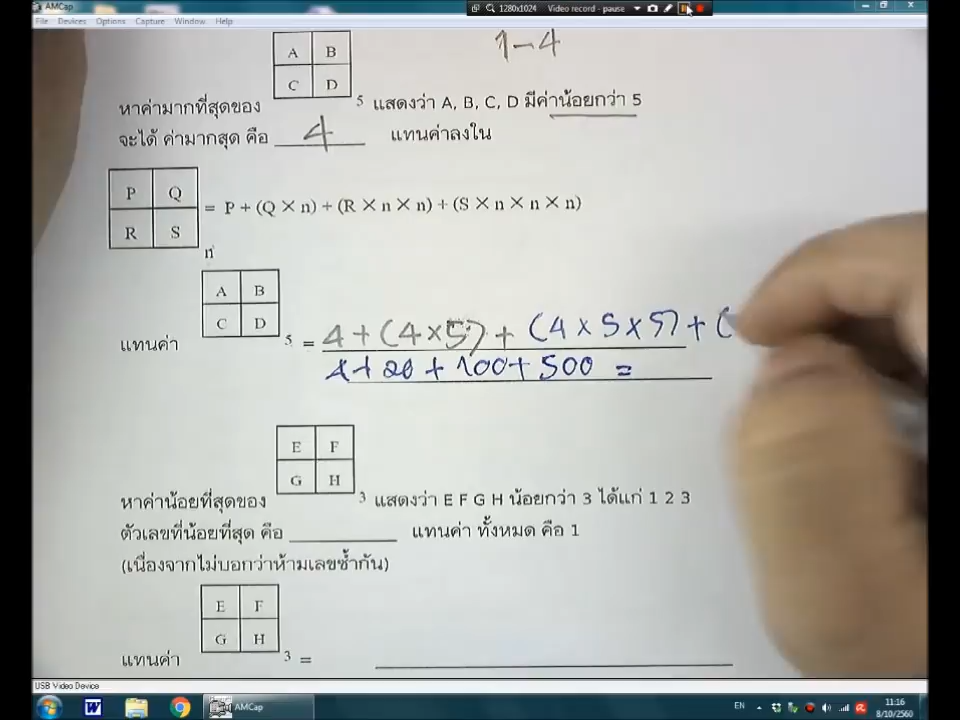 AMCap
1280x1024 Video record - pause
File Devices Options Capture Window Help
A B
C D
1-4
หาค่ามากที่สุดของ 5 แสดงว่า A, B, C, D มีค่าน้อยกว่า 5
จะได้ ค่ามากสุด คือ 4 แทนค่าลงใน
P Q
R S
n
= P + (Q × n) + (R × n × n) + (S × n × n × n)
A B
C D
แทนค่า 5 = 4 + (4×5) + (4 × 5 × 5) + (
4 + 20 + 100 + 500 =
E F
G H
หาค่าน้อยที่สุดของ 3 แสดงว่า E F G H น้อยกว่า 3 ได้แก่ 1 2 3
ตัวเลขที่น้อยที่สุด คือ แทนค่า ทั้งหมด คือ 1
(เนื่องจากไม่บอกว่าห้ามเลขซ้ำกัน)
E F
G H
แทนค่า 3 =
USB Video Device
AMCap
EN
11:16
8/10/2560